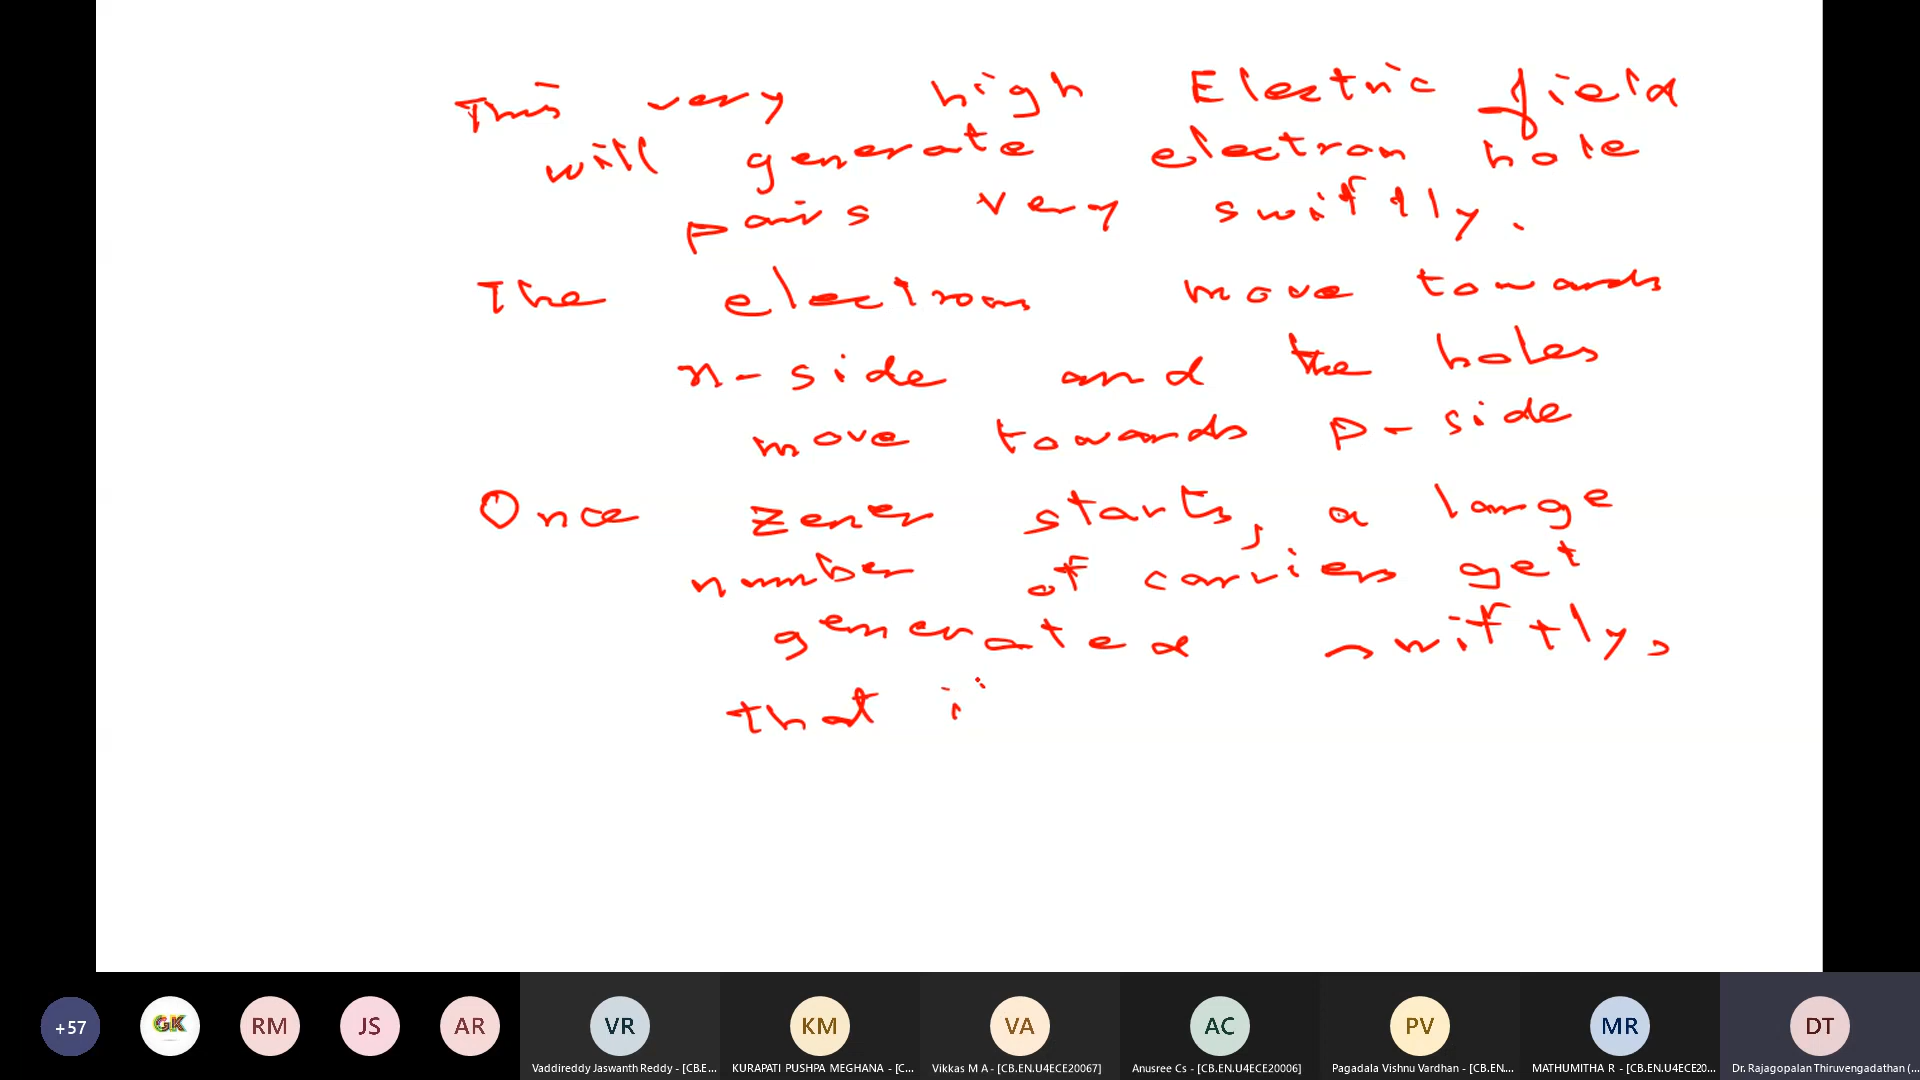 This very high Electric field
will generate electron hole
pairs very swiftly.
The electrons move towards
n-side and the holes
move towards p-side
Once zener starts, a large
number of carriers get
generated swiftly,
that i
+57
GK
RM
JS
AR
VR
KM
VA
AC
PV
MR
DT
Vaddireddy Jaswanth Reddy - [CB.E...
KURAPATI PUSHPA MEGHANA - [C...
Vikkas M A - [CB.EN.U4ECE20067]
Anusree Cs - [CB.EN.U4ECE20006]
Pagadala Vishnu Vardhan - [CB.EN....
MATHUMITHA R - [CB.EN.U4ECE20...
Dr. Rajagopalan Thiruvengadathan (...